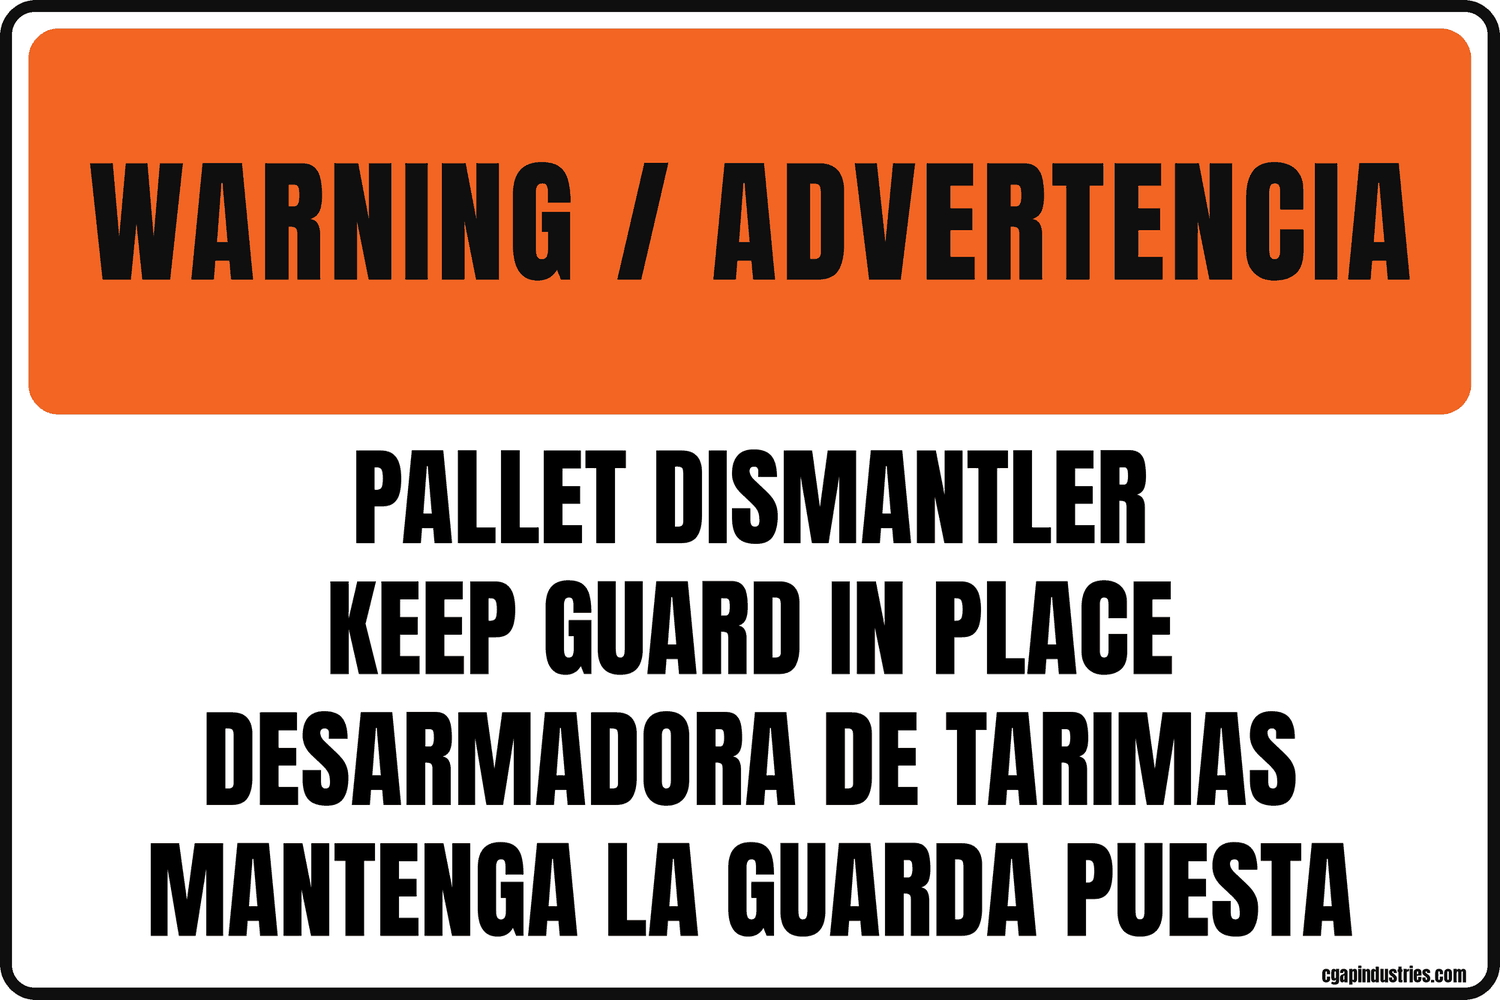 WARNING / ADVERTENCIA
PALLET DISMANTLER
KEEP GUARD IN PLACE
DESARMADORA DE TARIMAS
MANTENGA LA GUARDA PUESTA
cgapindustries.com